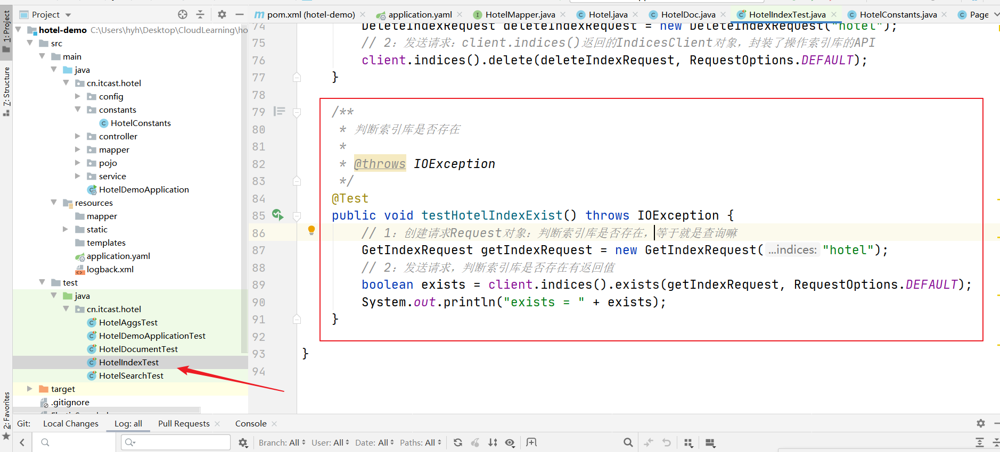 Project
pom.xml (hotel-demo)
application.yaml
HotelMapper.java
Hotel.java
HotelDoc.java
HotelIndexTest.java
HotelConstants.java
Page
1: Project
7: Structure
2: Favorites
hotel-demo C:\Users\hyh\Desktop\CloudLearning\ho
src
main
java
cn.itcast.hotel
config
constants
HotelConstants
controller
mapper
pojo
service
HotelDemoApplication
resources
mapper
static
templates
application.yaml
logback.xml
test
java
cn.itcast.hotel
HotelAggsTest
HotelDemoApplicationTest
HotelDocumentTest
HotelIndexTest
HotelSearchTest
target
.gitignore
74 DeleteIndexRequest deleteIndexRequest = new DeleteIndexRequest("hotel");
75 // 2：发送请求：client.indices()返回的IndicesClient对象，封装了操作索引库的API
76 client.indices().delete(deleteIndexRequest, RequestOptions.DEFAULT);
77 }
78
79 /**
80 * 判断索引库是否存在
81 *
82 * @throws IOException
83 */
84 @Test
85 public void testHotelIndexExist() throws IOException {
86 // 1：创建请求Request对象：判断索引库是否存在，等于就是查询嘛
87 GetIndexRequest getIndexRequest = new GetIndexRequest( ...indices: "hotel");
88 // 2：发送请求，判断索引库是否存在有返回值
89 boolean exists = client.indices().exists(getIndexRequest, RequestOptions.DEFAULT);
90 System.out.println("exists = " + exists);
91 }
92
93 }
94
Git: Local Changes Log: all Pull Requests Console
Branch: All User: All Date: All Paths: All